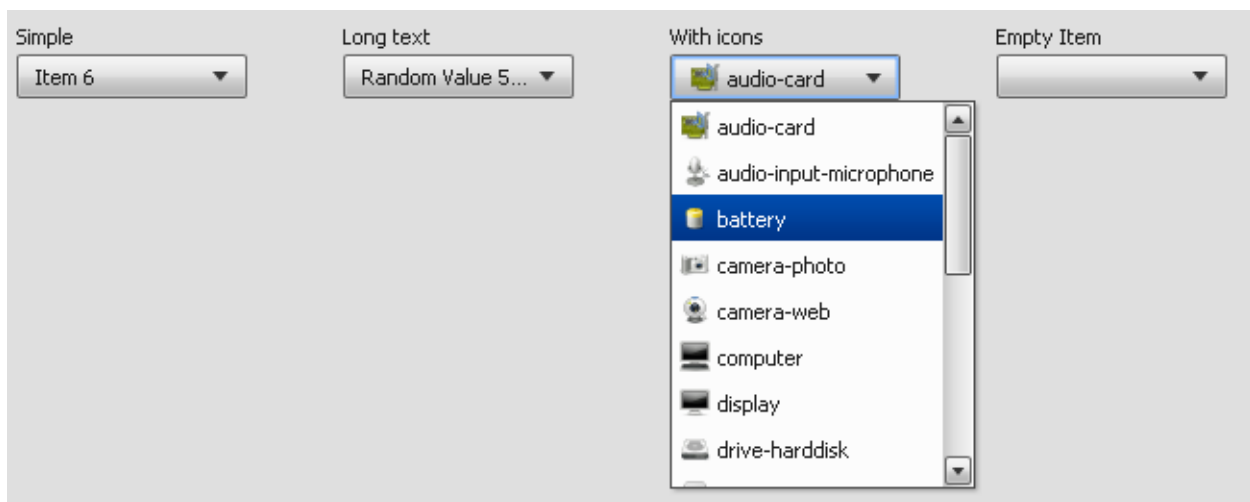 Simple
Long text
With icons
Empty Item
Item 6
Random Value 5...
audio-card
audio-card
audio-input-microphone
battery
camera-photo
camera-web
computer
display
drive-harddisk